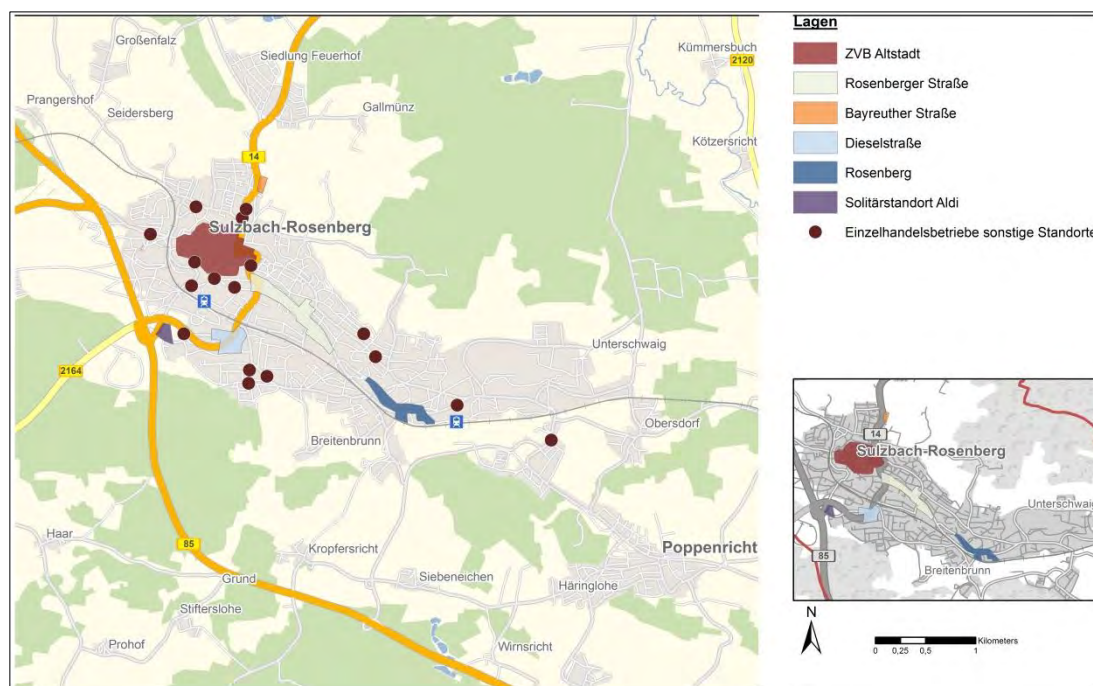 Großenfalz
Siedlung Feuerhof
Kümmersbuch
2120
Prangershof
Seidersberg
Gallmünz
Kötzersricht
14
Sulzbach-Rosenberg
Unterschwaig
2164
Obersdorf
Breitenbrunn
85
Haar
Kropfersricht
Poppenricht
Grund
Siebeneichen
Häringlohe
Stifterslohe
Prohof
Wirnsricht
Lagen
ZVB Altstadt
Rosenberger Straße
Bayreuther Straße
Dieselstraße
Rosenberg
Solitärstandort Aldi
Einzelhandelsbetriebe sonstige Standorte
14
Sulzbach-Rosenberg
Unterschwaig
85
Breitenbrunn
N
Kilometers
0 0,25 0,5 1